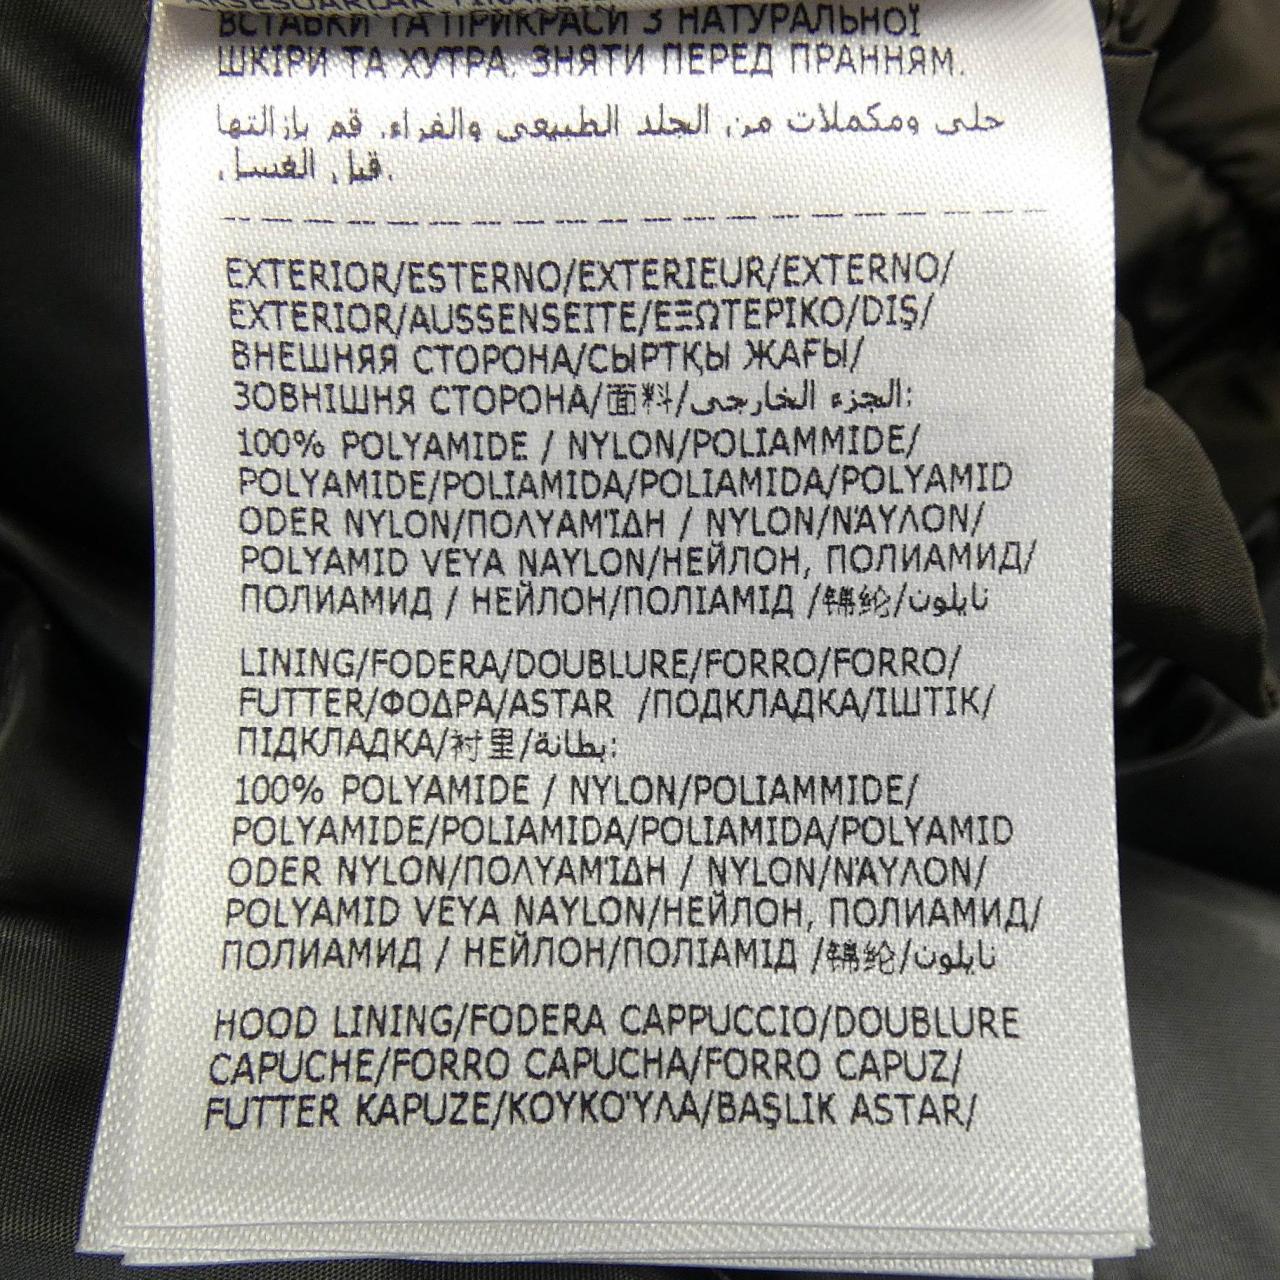 ВСТАВКИ ТА ПРИКРАСИ З НАТУРАЛЬНОЇ
ШКІРИ ТА ХУТРА. ЗНЯТИ ПЕРЕД ПРАННЯМ.
حلى ومكملات من الجلد الطبيعي والفراء. قم بإزالتها
قبل الغسل.
EXTERIOR/ESTERNO/EXTERIEUR/EXTERNO/
EXTERIOR/AUSSENSEITE/ΕΞΩΤΕΡΙΚΟ/DIŞ/
ВНЕШНЯЯ СТОРОНА/СЫРТҚЫ ЖАҒЫ/
ЗОВНІШНЯ СТОРОНА/面料/الجزء الخارجي:
100% POLYAMIDE / NYLON/POLIAMMIDE/
POLYAMIDE/POLIAMIDA/POLIAMIDA/POLYAMID
ODER NYLON/ΠΟΛΥΑΜΊΔΗ / NYLON/ΝΆΥΛΟΝ/
POLYAMID VEYA NAYLON/НЕЙЛОН, ПОЛИАМИД/
ПОЛИАМИД / НЕЙЛОН/ПОЛІАМІД /锦纶/نايلون
LINING/FODERA/DOUBLURE/FORRO/FORRO/
FUTTER/ΦΟΔΡΑ/ASTAR /ПОДКЛАДКА/ІШТІК/
ПІДКЛАДКА/衬里/بطانة:
100% POLYAMIDE / NYLON/POLIAMMIDE/
POLYAMIDE/POLIAMIDA/POLIAMIDA/POLYAMID
ODER NYLON/ΠΟΛΥΑΜΊΔΗ / NYLON/ΝΆΥΛΟΝ/
POLYAMID VEYA NAYLON/НЕЙЛОН, ПОЛИАМИД/
ПОЛИАМИД / НЕЙЛОН/ПОЛІАМІД /锦纶/نايلون
HOOD LINING/FODERA CAPPUCCIO/DOUBLURE
CAPUCHE/FORRO CAPUCHA/FORRO CAPUZ/
FUTTER KAPUZE/ΚΟΥΚΟΎΛΑ/BAŞLIK ASTAR/